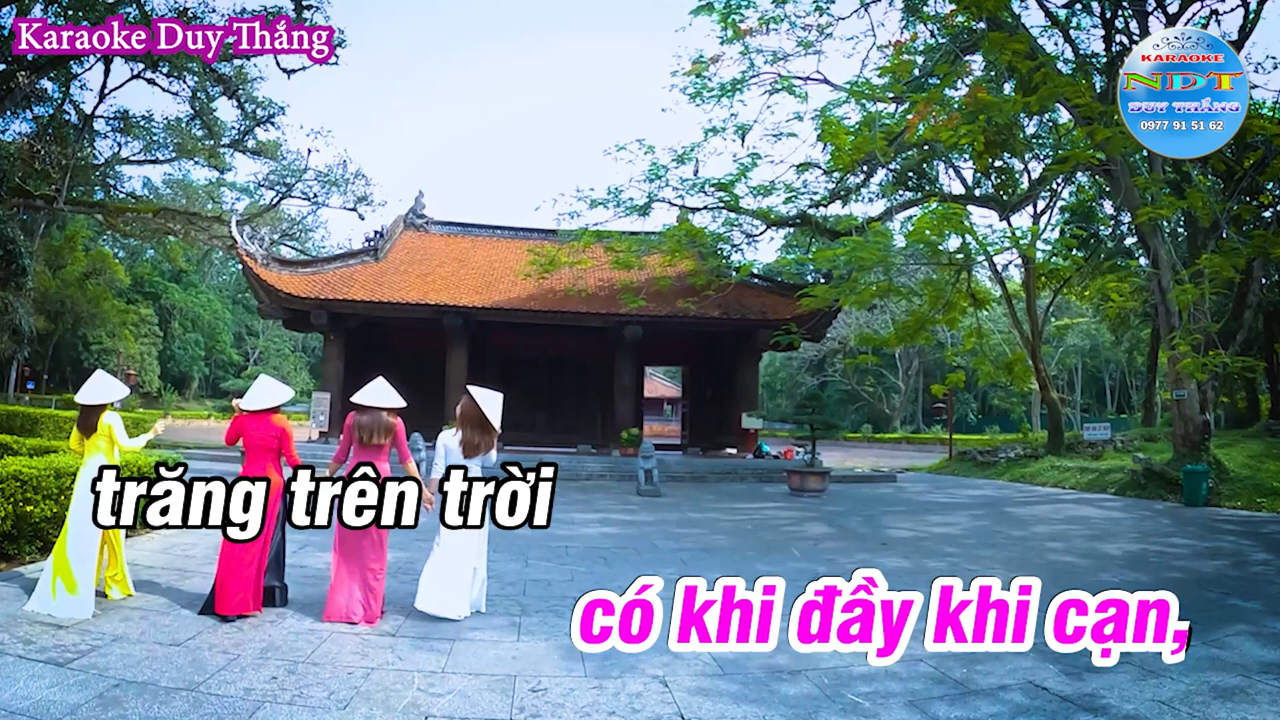 Karaoke Duy Thắng
KARAOKE
NDT
DUY THẮNG
0977 91 51 62
trăng trên trời
có khi đầy khi cạn,